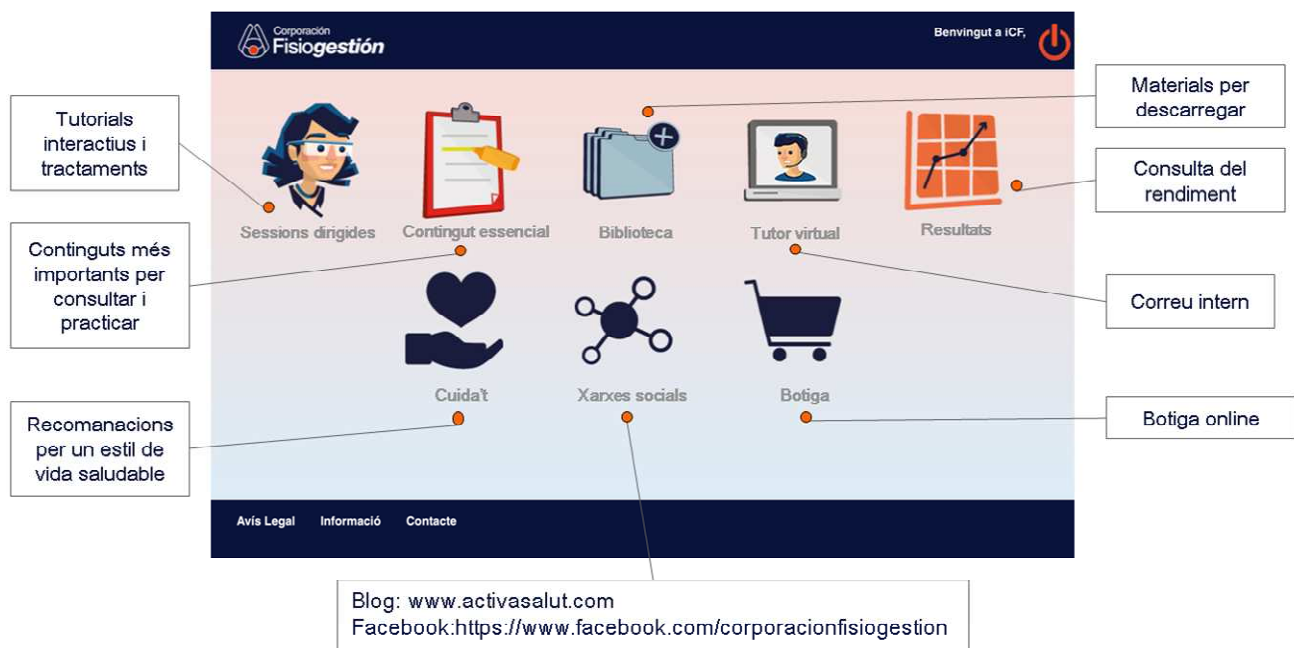 Corporación
Fisiogestión
Benvingut a iCF,
Tutorials
interactius i
tractaments
Materials per
descarregar
Consulta del
rendiment
Sessions dirigides
Contingut essencial
Biblioteca
Tutor virtual
Resultats
Continguts més
importants per
consultar i
practicar
Correu intern
Cuida't
Xarxes socials
Botiga
Recomanacions
per un estil de
vida saludable
Botiga online
Avís Legal
Informació
Contacte
Blog: www.activasalut.com
Facebook:https://www.facebook.com/corporacionfisiogestion